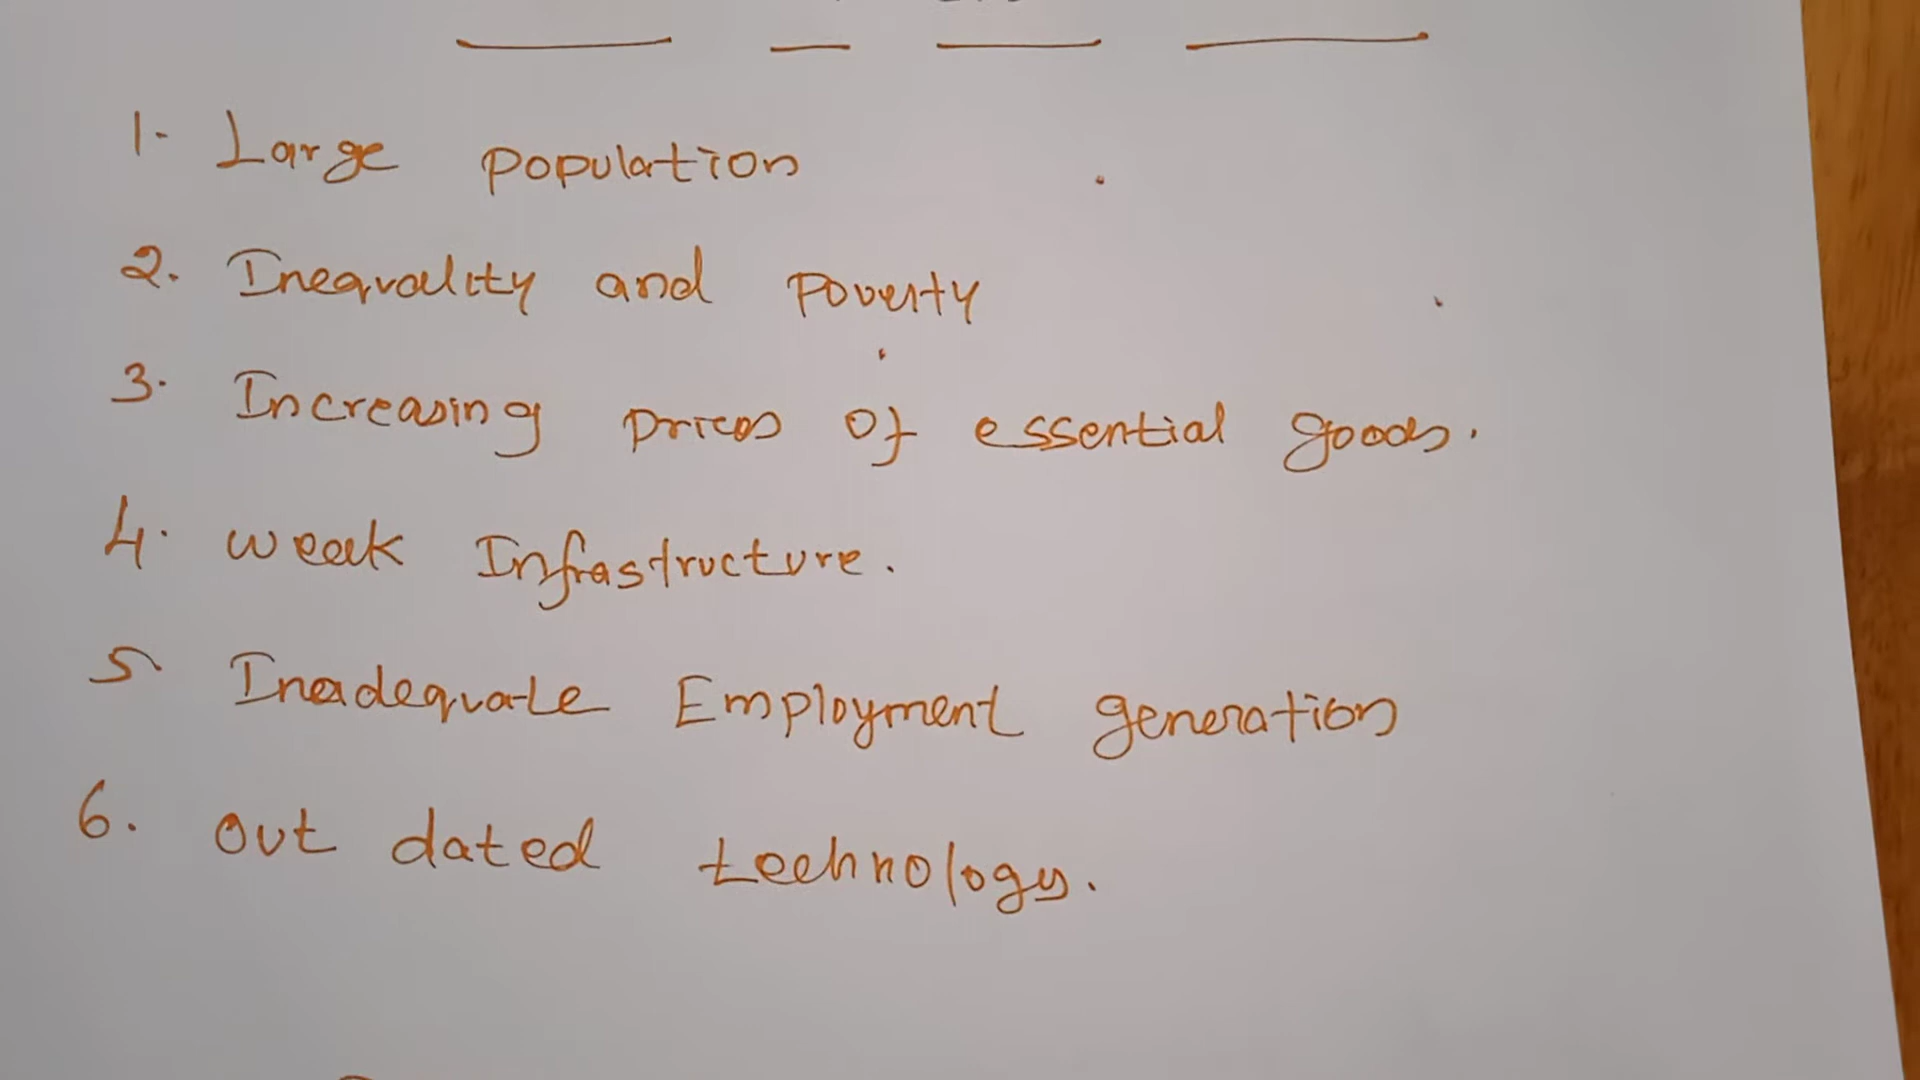 1. Large population
2. Inequality and poverty
3. Increasing prices of essential goods.
4. weak Infrastructure.
5. Inadequate Employment generation
6. out dated technology.